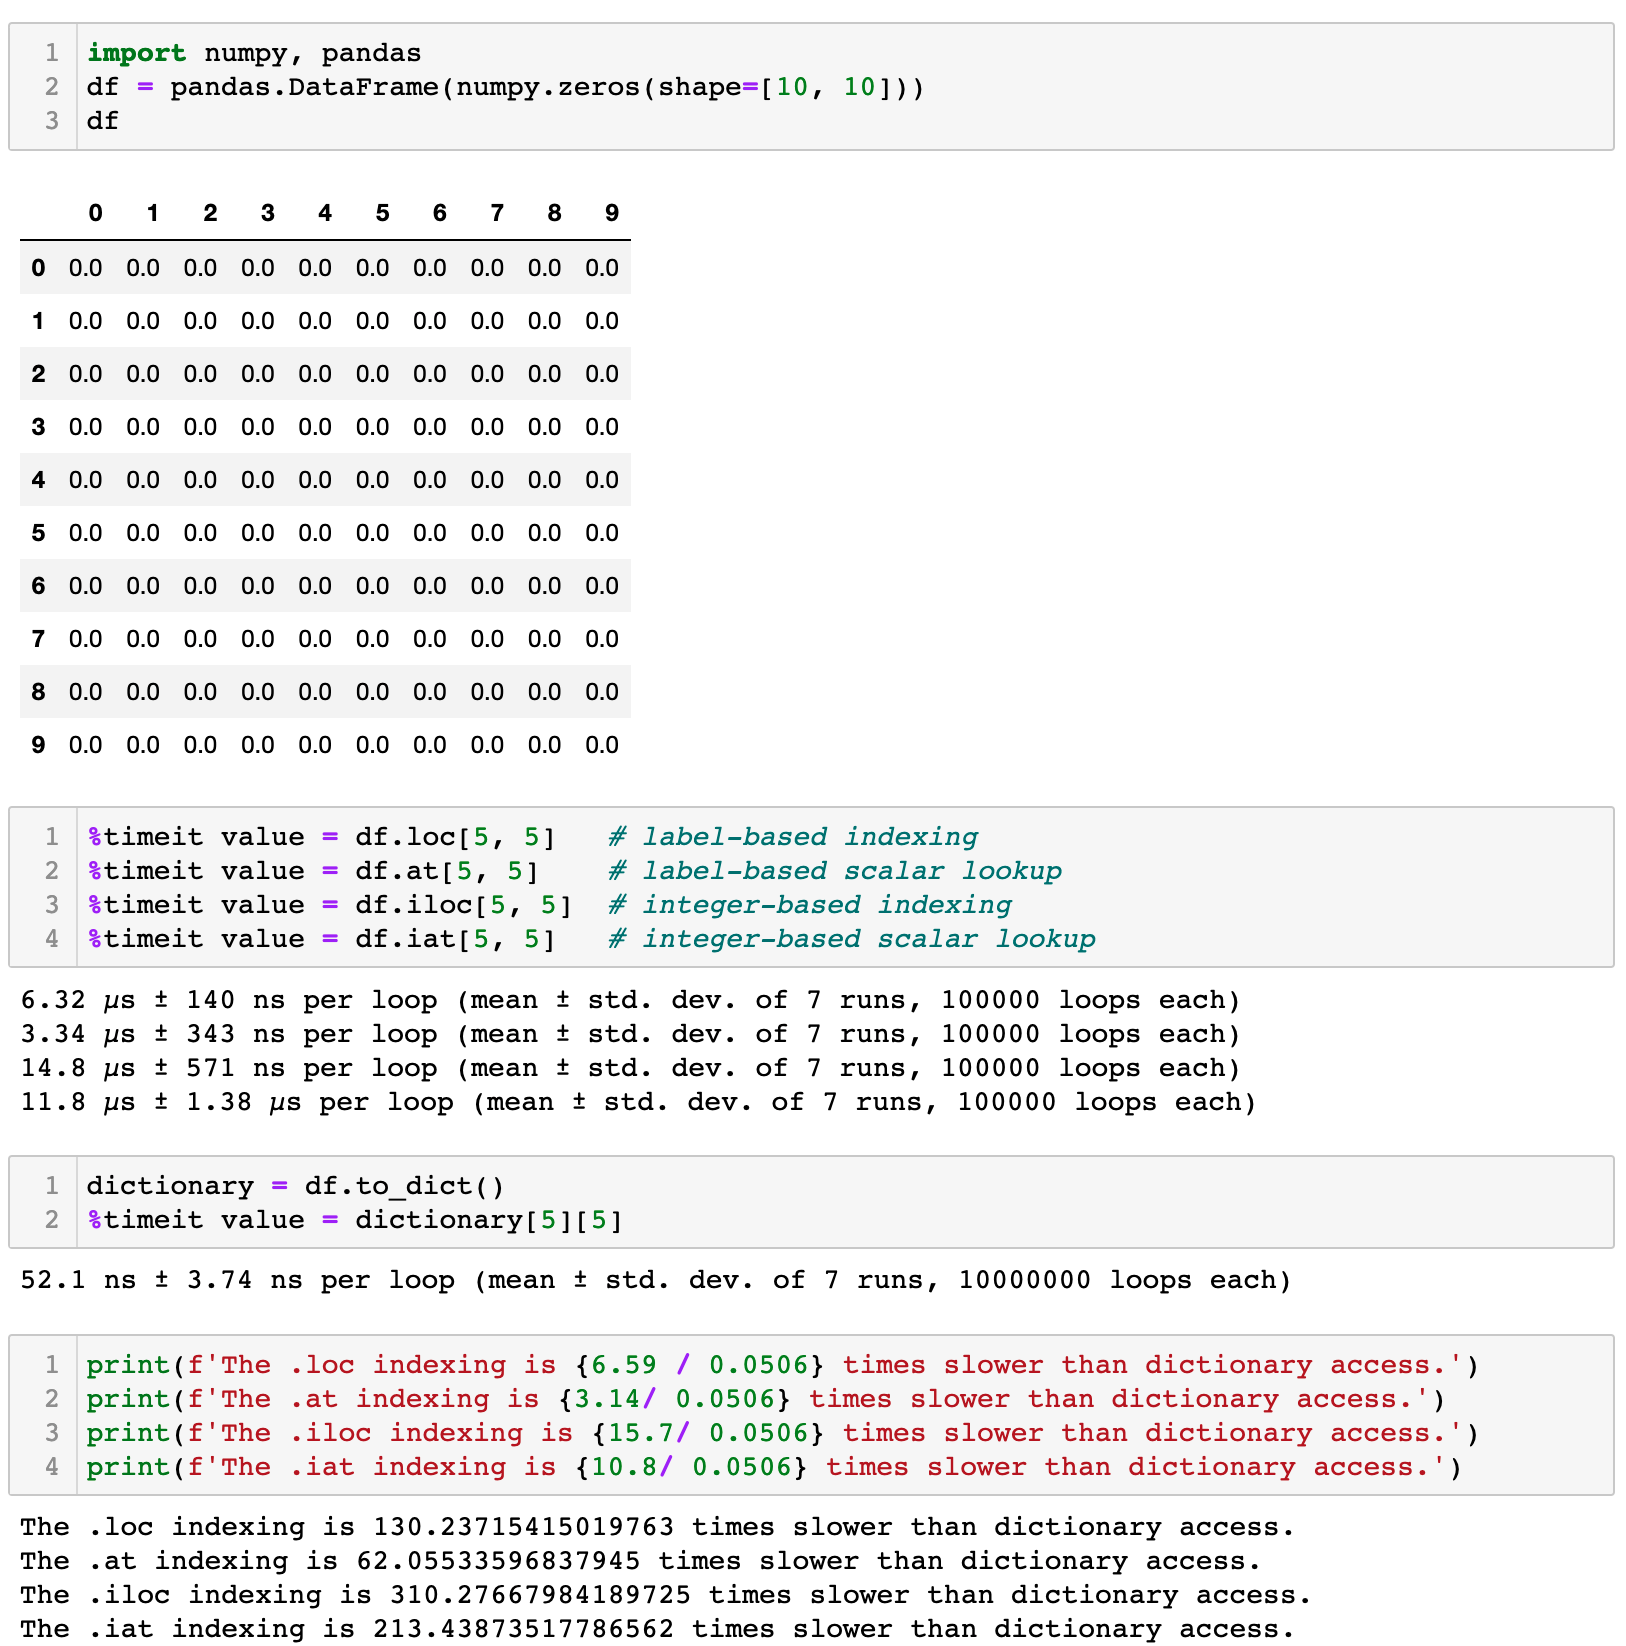 1 import numpy, pandas
2 df = pandas.DataFrame(numpy.zeros(shape=[10, 10]))
3 df
0 1 2 3 4 5 6 7 8 9
0 0.0 0.0 0.0 0.0 0.0 0.0 0.0 0.0 0.0 0.0
1 0.0 0.0 0.0 0.0 0.0 0.0 0.0 0.0 0.0 0.0
2 0.0 0.0 0.0 0.0 0.0 0.0 0.0 0.0 0.0 0.0
3 0.0 0.0 0.0 0.0 0.0 0.0 0.0 0.0 0.0 0.0
4 0.0 0.0 0.0 0.0 0.0 0.0 0.0 0.0 0.0 0.0
5 0.0 0.0 0.0 0.0 0.0 0.0 0.0 0.0 0.0 0.0
6 0.0 0.0 0.0 0.0 0.0 0.0 0.0 0.0 0.0 0.0
7 0.0 0.0 0.0 0.0 0.0 0.0 0.0 0.0 0.0 0.0
8 0.0 0.0 0.0 0.0 0.0 0.0 0.0 0.0 0.0 0.0
9 0.0 0.0 0.0 0.0 0.0 0.0 0.0 0.0 0.0 0.0
1 %timeit value = df.loc[5, 5]   # label-based indexing
2 %timeit value = df.at[5, 5]    # label-based scalar lookup
3 %timeit value = df.iloc[5, 5]  # integer-based indexing
4 %timeit value = df.iat[5, 5]   # integer-based scalar lookup
6.32 µs ± 140 ns per loop (mean ± std. dev. of 7 runs, 100000 loops each)
3.34 µs ± 343 ns per loop (mean ± std. dev. of 7 runs, 100000 loops each)
14.8 µs ± 571 ns per loop (mean ± std. dev. of 7 runs, 100000 loops each)
11.8 µs ± 1.38 µs per loop (mean ± std. dev. of 7 runs, 100000 loops each)
1 dictionary = df.to_dict()
2 %timeit value = dictionary[5][5]
52.1 ns ± 3.74 ns per loop (mean ± std. dev. of 7 runs, 10000000 loops each)
1 print(f'The .loc indexing is {6.59 / 0.0506} times slower than dictionary access.')
2 print(f'The .at indexing is {3.14/ 0.0506} times slower than dictionary access.')
3 print(f'The .iloc indexing is {15.7/ 0.0506} times slower than dictionary access.')
4 print(f'The .iat indexing is {10.8/ 0.0506} times slower than dictionary access.')
The .loc indexing is 130.23715415019763 times slower than dictionary access.
The .at indexing is 62.05533596837945 times slower than dictionary access.
The .iloc indexing is 310.27667984189725 times slower than dictionary access.
The .iat indexing is 213.43873517786562 times slower than dictionary access.